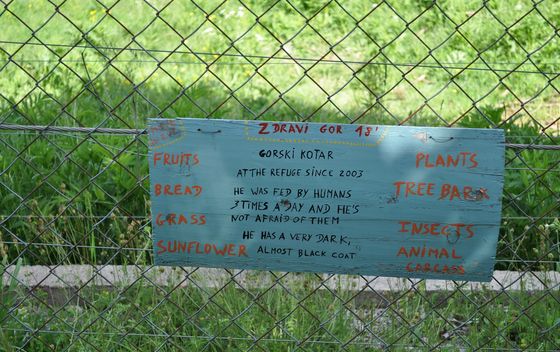 ZDRAVI GOR 18'
FRUITS
BREAD
GRASS
SUNFLOWER
GORSKI KOTAR
AT THE REFUGE SINCE 2003
HE WAS FED BY HUMANS
3 TIMES A DAY AND HE'S
NOT AFRAID OF THEM
HE HAS A VERY DARK,
ALMOST BLACK COAT
PLANTS
TREE BARK
INSECTS
ANIMAL
CARCASS